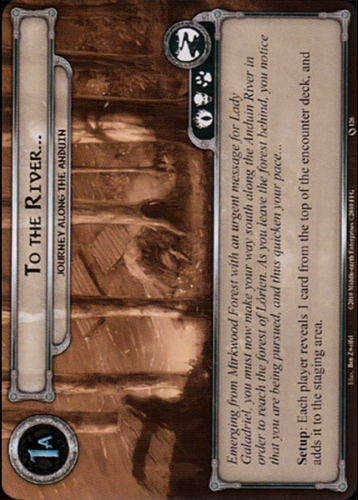 1A
TO THE RIVER...
JOURNEY ALONG THE ANDUIN
Emerging from Mirkwood Forest with an urgent message for Lady
Galadriel, you must now make your way south along the Anduin River in
order to reach the forest of Lórien. As you leave the forest behind, you notice
that you are being pursued, and thus quicken your pace...
Setup: Each player reveals 1 card from the top of the encounter deck, and
adds it to the staging area.
Illus. Ben Zweifel ©2010 Middle-earth Enterprises ©2010 FFG 126